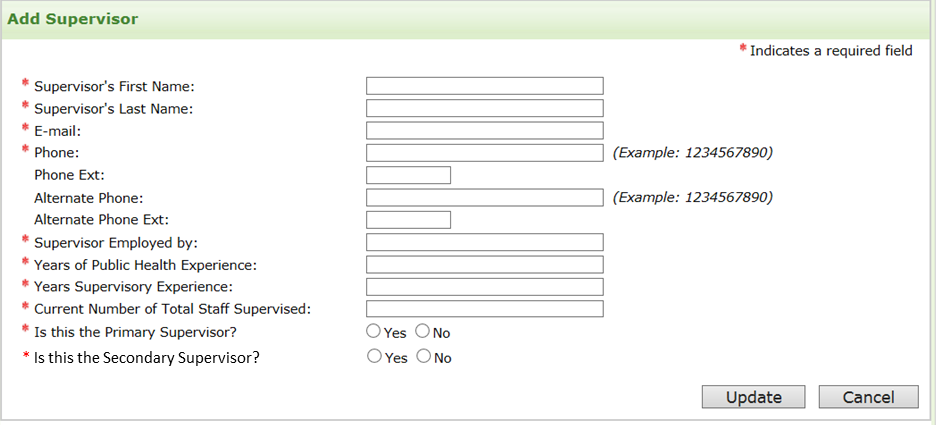 Add Supervisor
* Indicates a required field
* Supervisor's First Name:
* Supervisor's Last Name:
* E-mail:
* Phone: (Example: 1234567890)
Phone Ext:
Alternate Phone: (Example: 1234567890)
Alternate Phone Ext:
* Supervisor Employed by:
* Years of Public Health Experience:
* Years Supervisory Experience:
* Current Number of Total Staff Supervised:
* Is this the Primary Supervisor? Yes No
* Is this the Secondary Supervisor? Yes No
Update Cancel